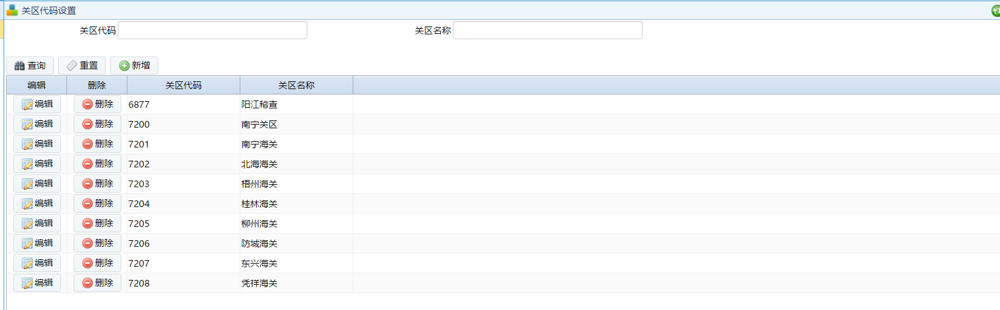 关区代码设置
关区代码 关区名称
查询 重置 新增
编辑 删除 关区代码 关区名称
编辑 删除 6877 阳江稽查
编辑 删除 7200 南宁关区
编辑 删除 7201 南宁海关
编辑 删除 7202 北海海关
编辑 删除 7203 梧州海关
编辑 删除 7204 桂林海关
编辑 删除 7205 柳州海关
编辑 删除 7206 防城海关
编辑 删除 7207 东兴海关
编辑 删除 7208 凭祥海关